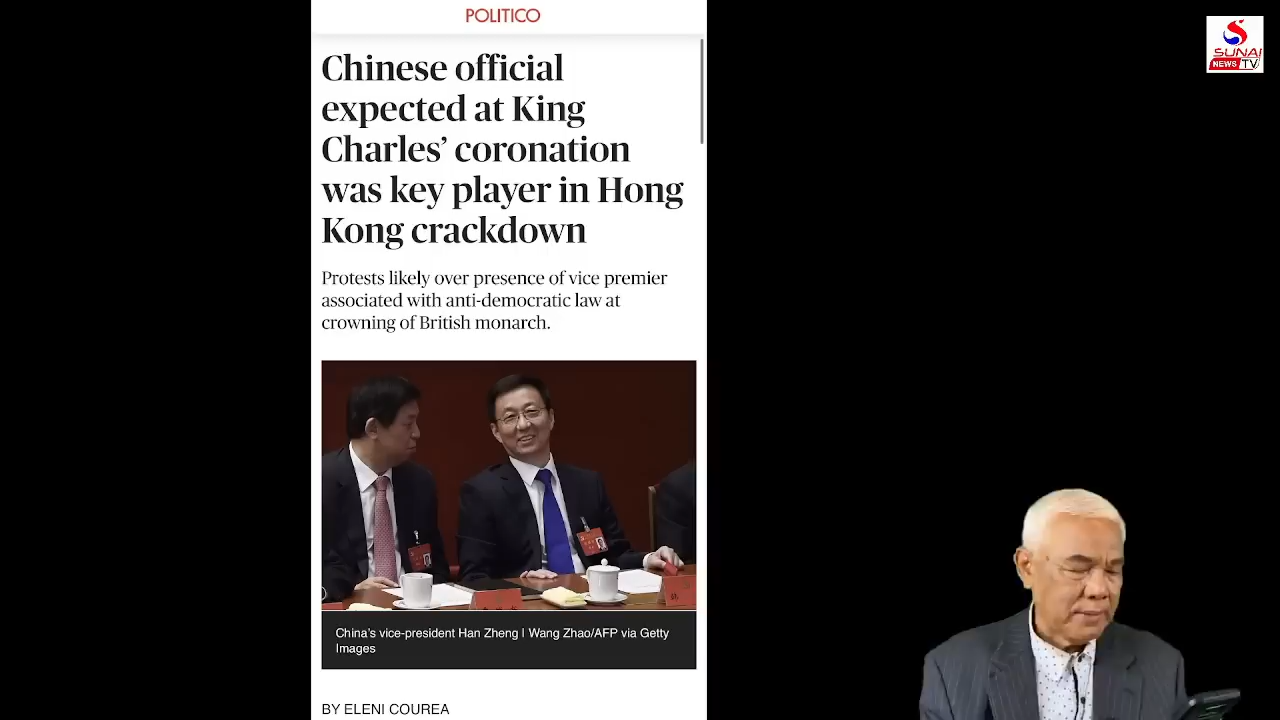 POLITICO
SUNAI
NEWS TV
Chinese official
expected at King
Charles’ coronation
was key player in Hong
Kong crackdown
Protests likely over presence of vice premier
associated with anti-democratic law at
crowning of British monarch.
China's vice-president Han Zheng | Wang Zhao/AFP via Getty
Images
BY ELENI COUREA